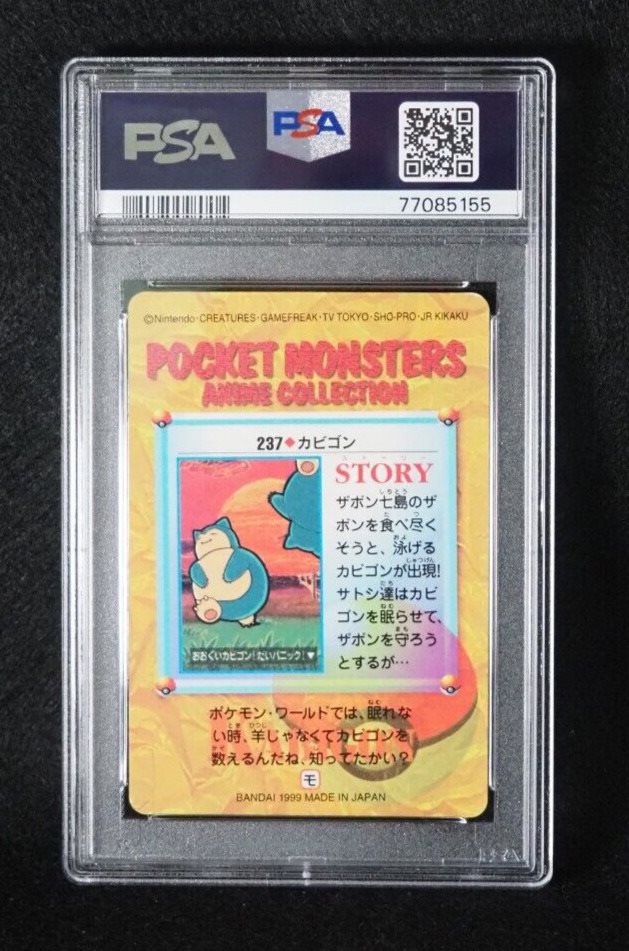 PSA
PSA
77085155
©Nintendo・CREATURES・GAMEFREAK・TV TOKYO・SHO-PRO・JR KIKAKU
POCKET MONSTERS
ANIME COLLECTION
237◆カビゴン
ストーリー
STORY
ザボン七島のザ
ボンを食べ尽く
そうと、泳げる
カビゴンが出現!
サトシ達はカビ
ゴンを眠らせて、
ザボンを守ろう
とするが…
おおぐいカビゴン!だいパニック!▼
ポケモン・ワールドでは、眠れな
い時、羊じゃなくてカビゴンを
数えるんだね、知ってたかい?
モ
BANDAI 1999 MADE IN JAPAN